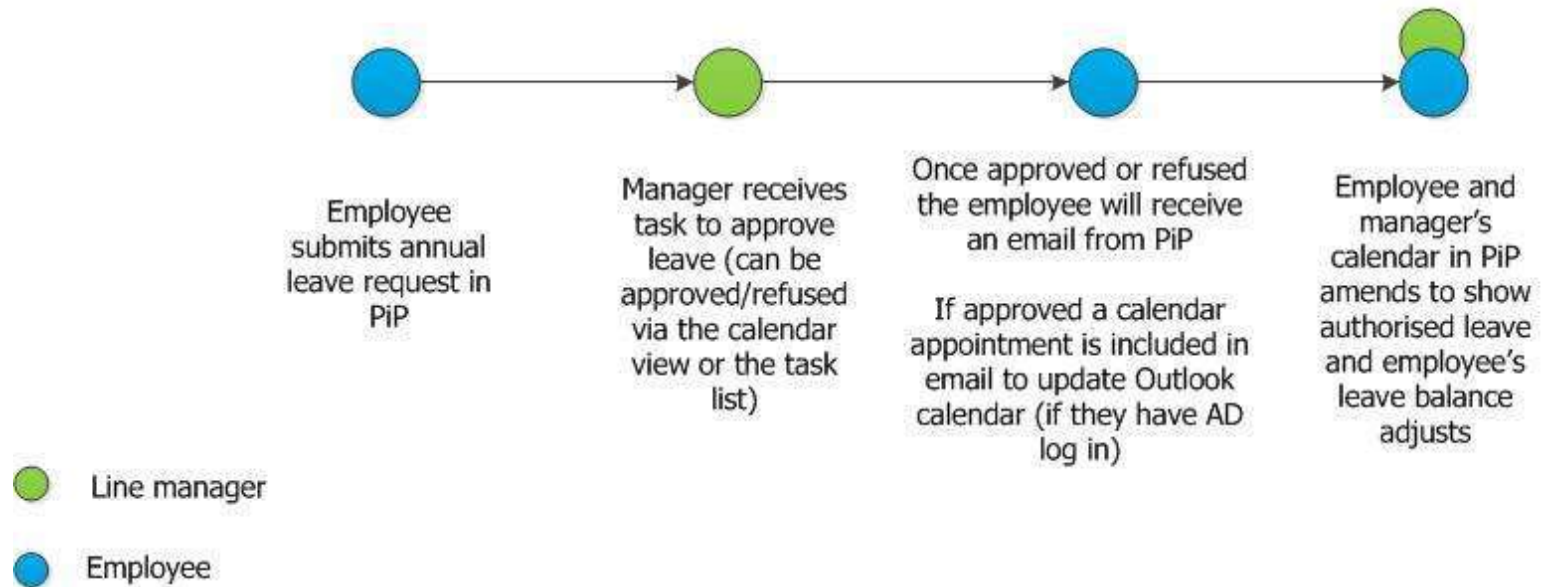 Employee
submits annual
leave request in
PiP
Manager receives
task to approve
leave (can be
approved/refused
via the calendar
view or the task
list)
Once approved or refused
the employee will receive
an email from PiP
If approved a calendar
appointment is included in
email to update Outlook
calendar (if they have AD
log in)
Employee and
manager's
calendar in PiP
amends to show
authorised leave
and employee's
leave balance
adjusts
Line manager
Employee